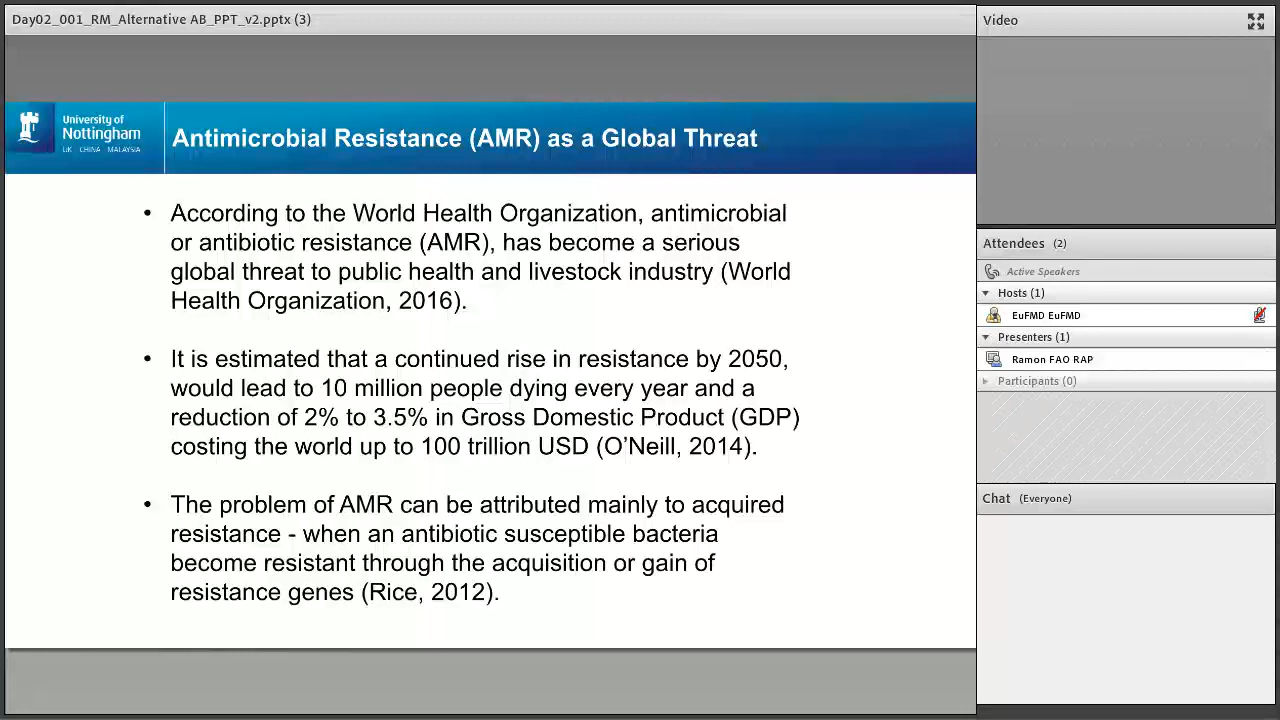 Day02_001_RM_Alternative AB_PPT_v2.pptx (3)
University of
Nottingham
UK CHINA MALAYSIA
Antimicrobial Resistance (AMR) as a Global Threat
• According to the World Health Organization, antimicrobial
or antibiotic resistance (AMR), has become a serious
global threat to public health and livestock industry (World
Health Organization, 2016).
• It is estimated that a continued rise in resistance by 2050,
would lead to 10 million people dying every year and a
reduction of 2% to 3.5% in Gross Domestic Product (GDP)
costing the world up to 100 trillion USD (O’Neill, 2014).
• The problem of AMR can be attributed mainly to acquired
resistance - when an antibiotic susceptible bacteria
become resistant through the acquisition or gain of
resistance genes (Rice, 2012).
Video
Attendees (2)
Active Speakers
Hosts (1)
EuFMD EuFMD
Presenters (1)
Ramon FAO RAP
Participants (0)
Chat (Everyone)